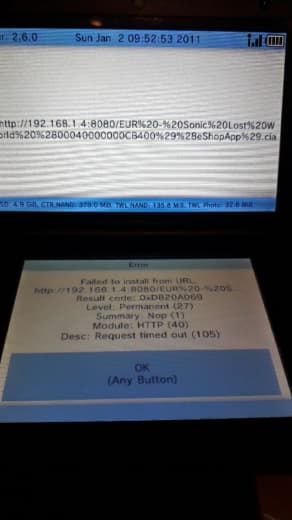 r. 2.6.0
Sun Jan 2 09:52:53 2011
http://192.168.1.4:8080/EUR%20-%20Sonic%20Lost%20W
orld%20%280004000000CB400%29%28eShopApp%29.cia
SD: 4.9 GB, CTR NAND: 379.0 MB, TWL NAND: 135.8 MB, TWL Photo: 32.6 MB
Error
Failed to install from URL.
http://192.168.1.4:8080/EUR%20-%20S
Result code: 0xD820A069
Level: Permanent (27)
Summary: Nop (1)
Module: HTTP (40)
Desc: Request timed out (105)
OK
(Any Button)